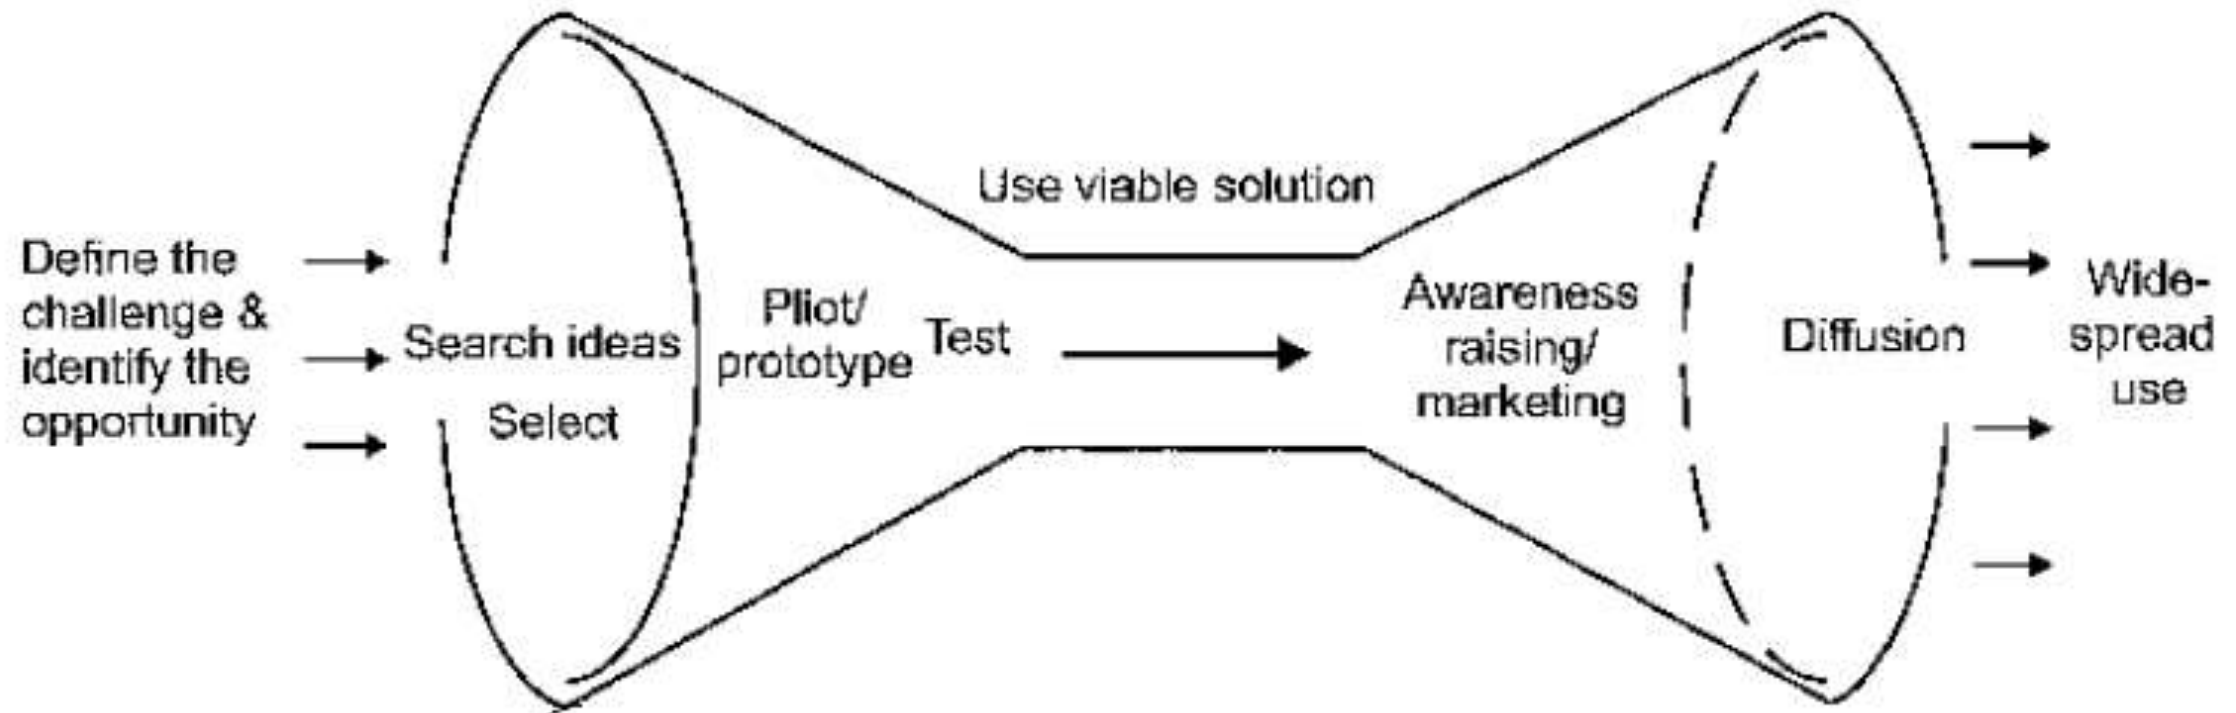 Define the
challenge &
identify the
opportunity
Search ideas
Select
Pliot/
prototype
Test
Use viable solution
Awareness
raising/
marketing
Diffusion
Wide-
spread
use